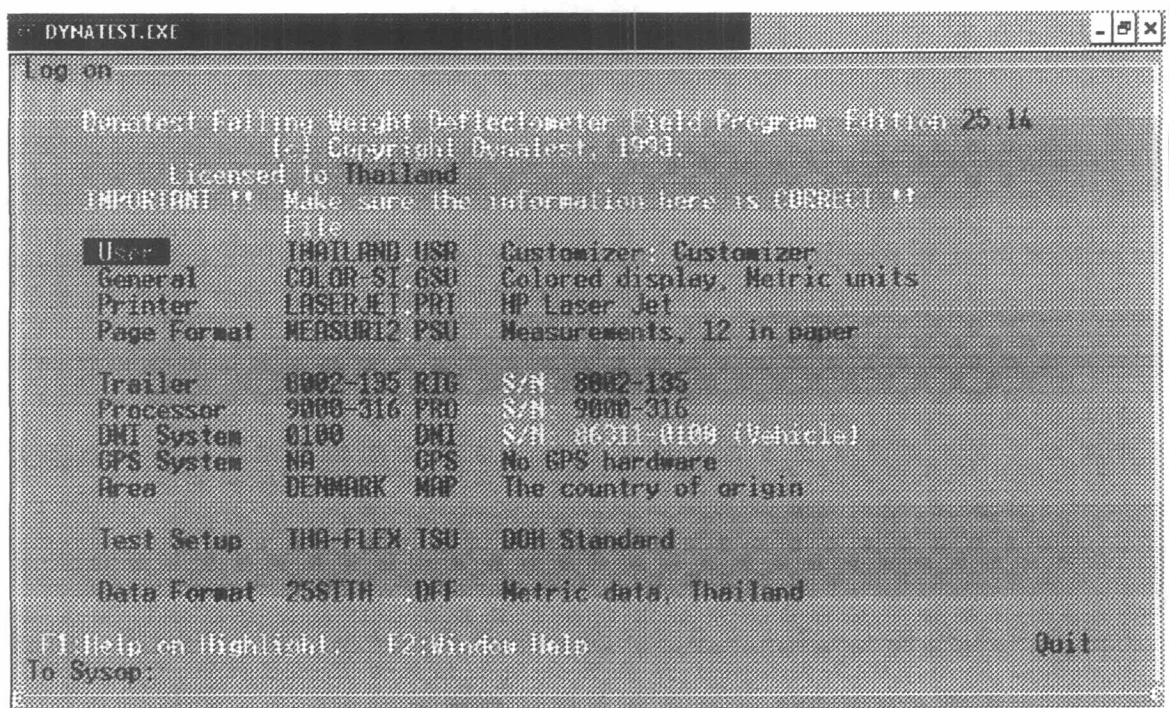 DYNATEST.EXE
Log on
Dynatest Falling Weight Deflectometer Field Program, Edition 25.14
(c) Copyright Dynatest, 1993.
Licensed to Thailand
IMPORTANT !! Make sure the information here is CORRECT !!
File
User THAILAND.USR Customizer: Customizer
General COLOR-ST.GSU Colored display, Metric units
Printer LASERJET.PRT HP Laser Jet
Page Format MEASUR12.PSU Measurements, 12 in paper
Trailer 8002-135.RIG S/N: 8002-135
Processor 9000-316.PRO S/N: 9000-316
DMI System 0100 .DMI S/N: 86311-0100 (Vehicle)
GPS System NA .GPS No GPS hardware
Area DENMARK .MAP The country of origin
Test Setup THA-FLEX.TSU DOH Standard
Data Format 25STTH .DFF Metric data, Thailand
F1:Help on Highlight, F2:Window Help Quit
To Sysop: